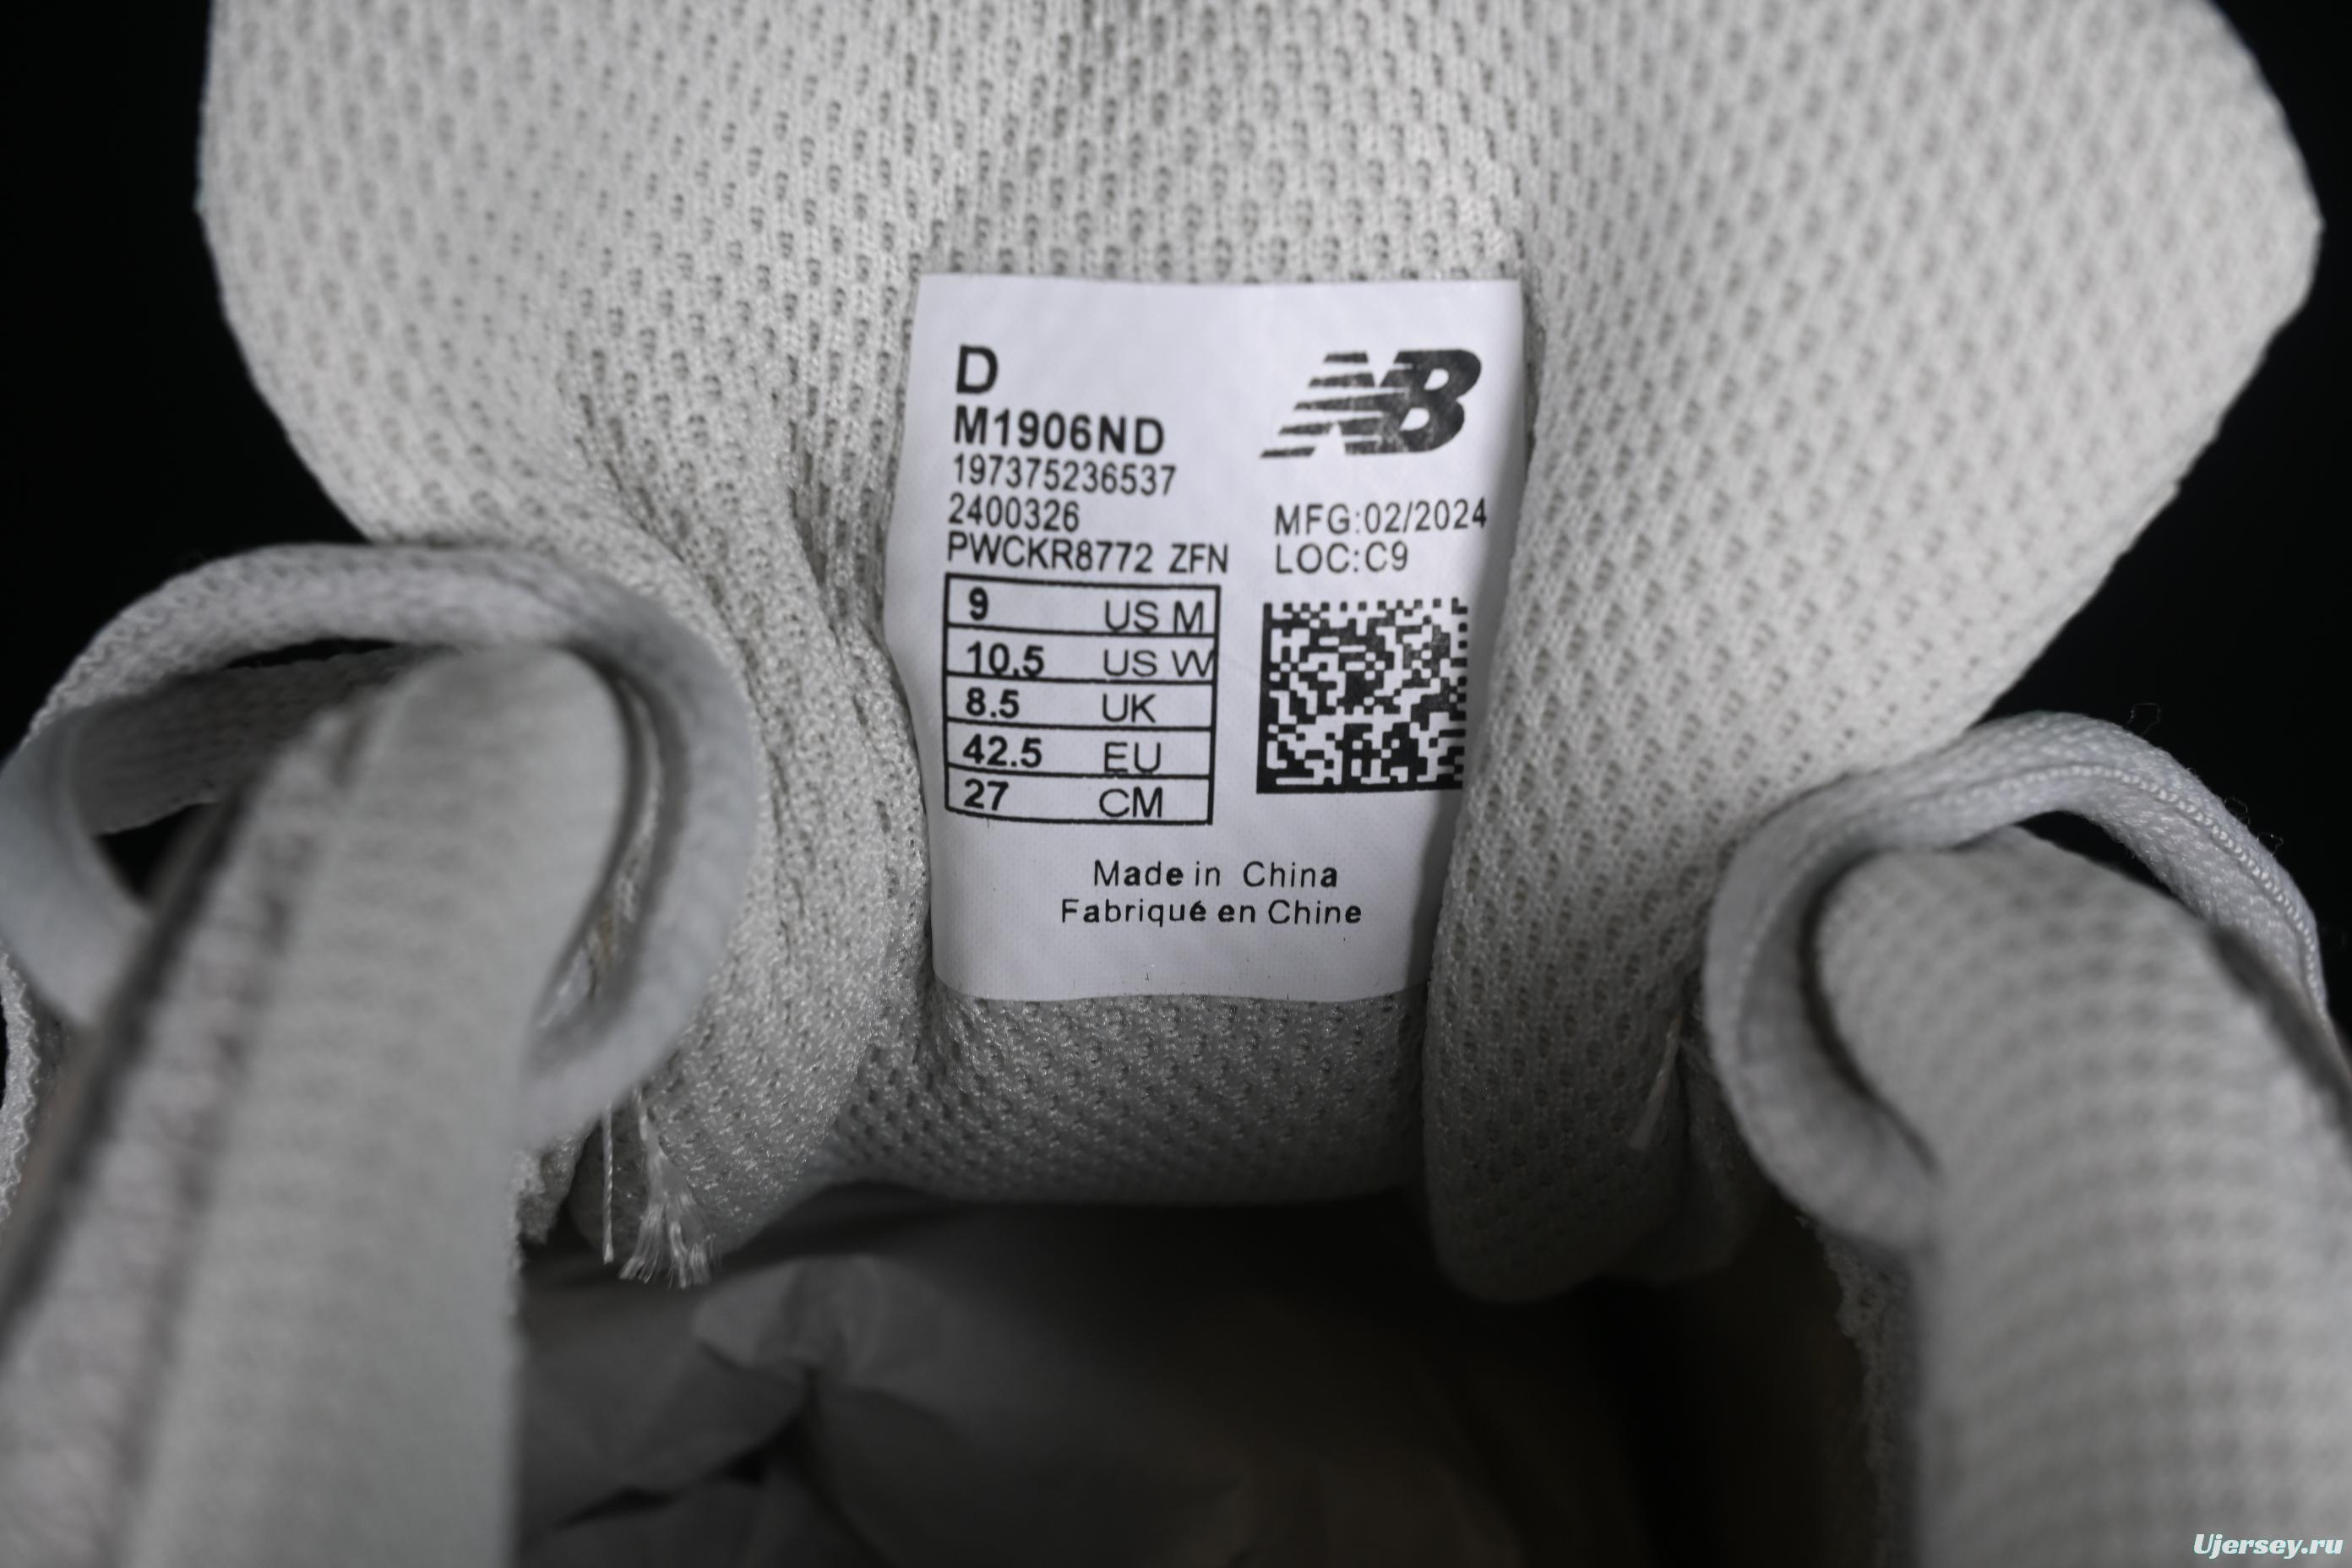 D
NB
M1906ND
197375236537
2400326
MFG:02/2024
PWCKR8772 ZFN
LOC:C9
9 US M
10.5 US W
8.5 UK
42.5 EU
27 CM
Made in China
Fabriqué en Chine
Ujersey.ru